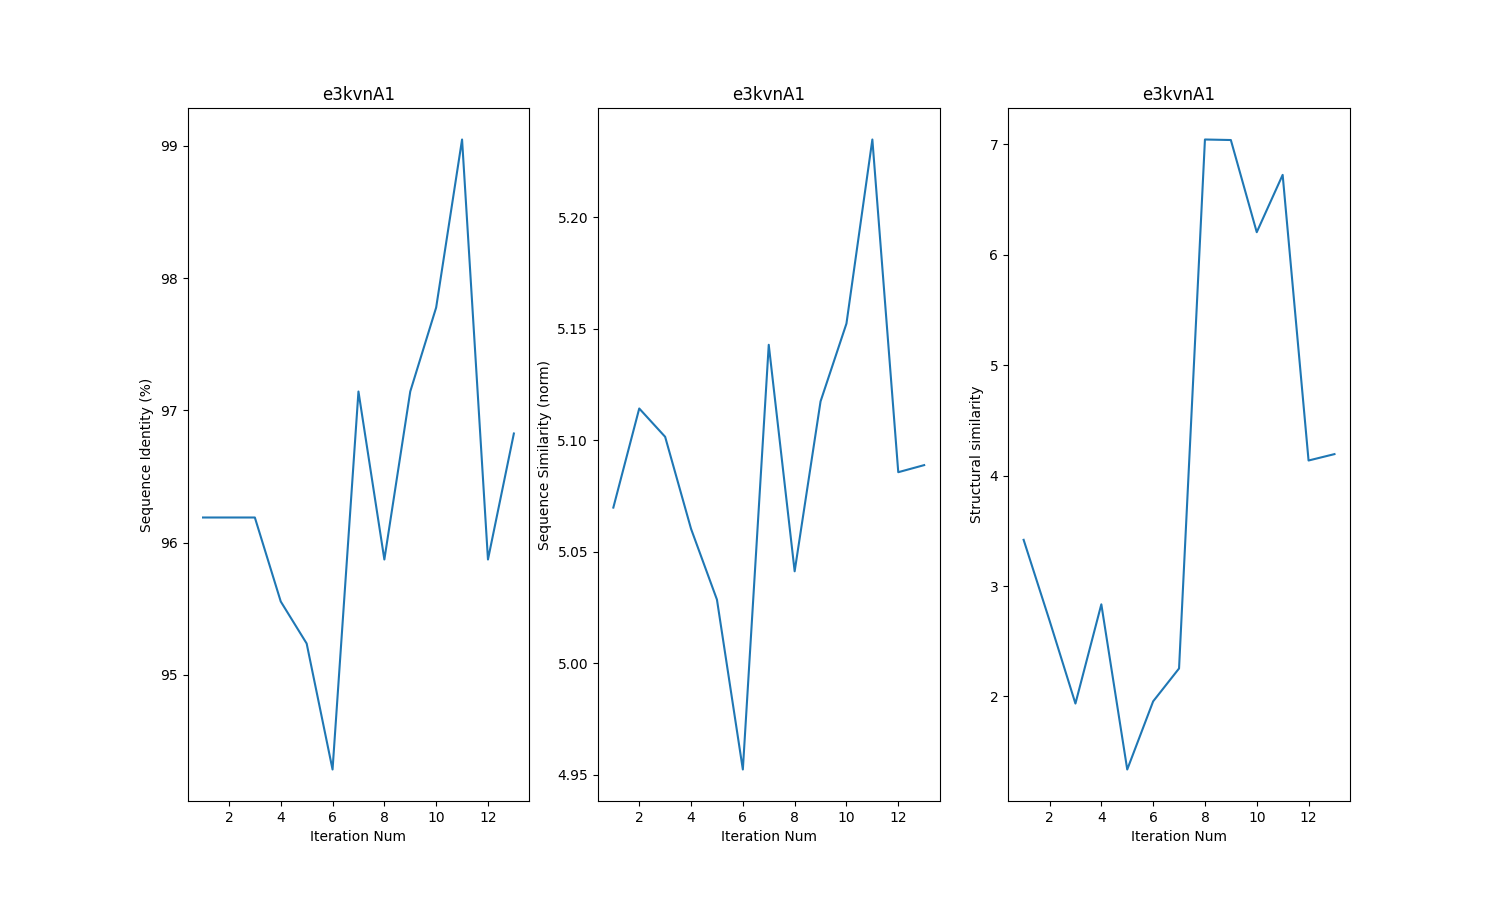 e3kvnA1
Sequence Identity (%)
99
98
97
96
95
2 4 6 8 10 12
Iteration Num
e3kvnA1
Sequence Similarity (norm)
5.20
5.15
5.10
5.05
5.00
4.95
2 4 6 8 10 12
Iteration Num
e3kvnA1
Structural similarity
7
6
5
4
3
2
2 4 6 8 10 12
Iteration Num